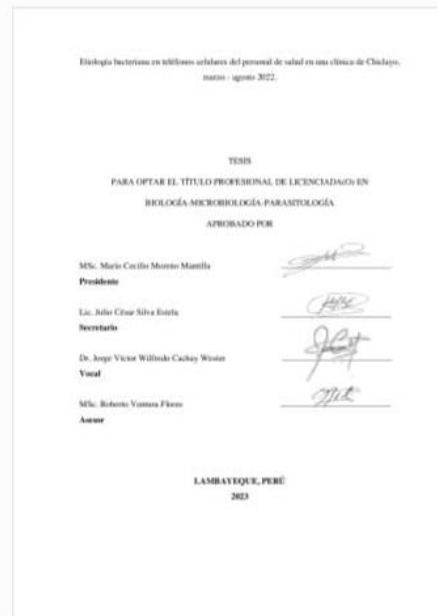 Etiología bacteriana en teléfonos celulares del personal de salud en una clínica de Chiclayo,
marzo - agosto 2022.
TESIS
PARA OPTAR EL TÍTULO PROFESIONAL DE LICENCIADA(O) EN
BIOLOGÍA-MICROBIOLOGÍA-PARASITOLOGÍA
APROBADO POR
MSc. Mario Cecilio Moreno Mantilla
Presidente
Lic. Julio César Silva Estela
Secretario
Dr. Jorge Victor Wilfredo Cachay Wester
Vocal
MSc. Roberto Ventura Flores
Asesor
LAMBAYEQUE, PERÚ
2023